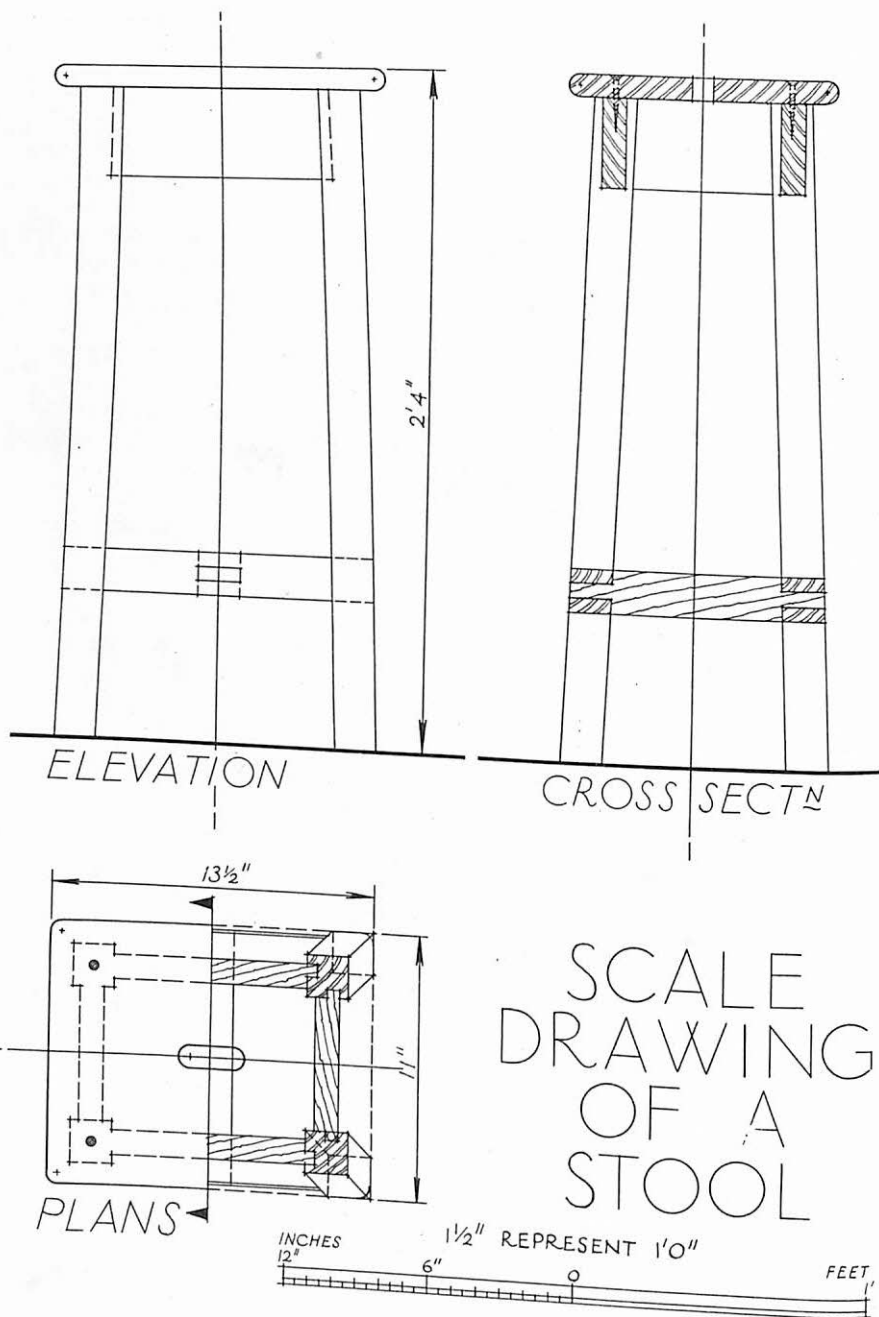 2'4"
ELEVATION
CROSS SECTN
13½"
11"
PLANS
SCALE
DRAWING
OF A
STOOL
1½" REPRESENT 1'0"
INCHES
FEET
12"
6"
0
1'